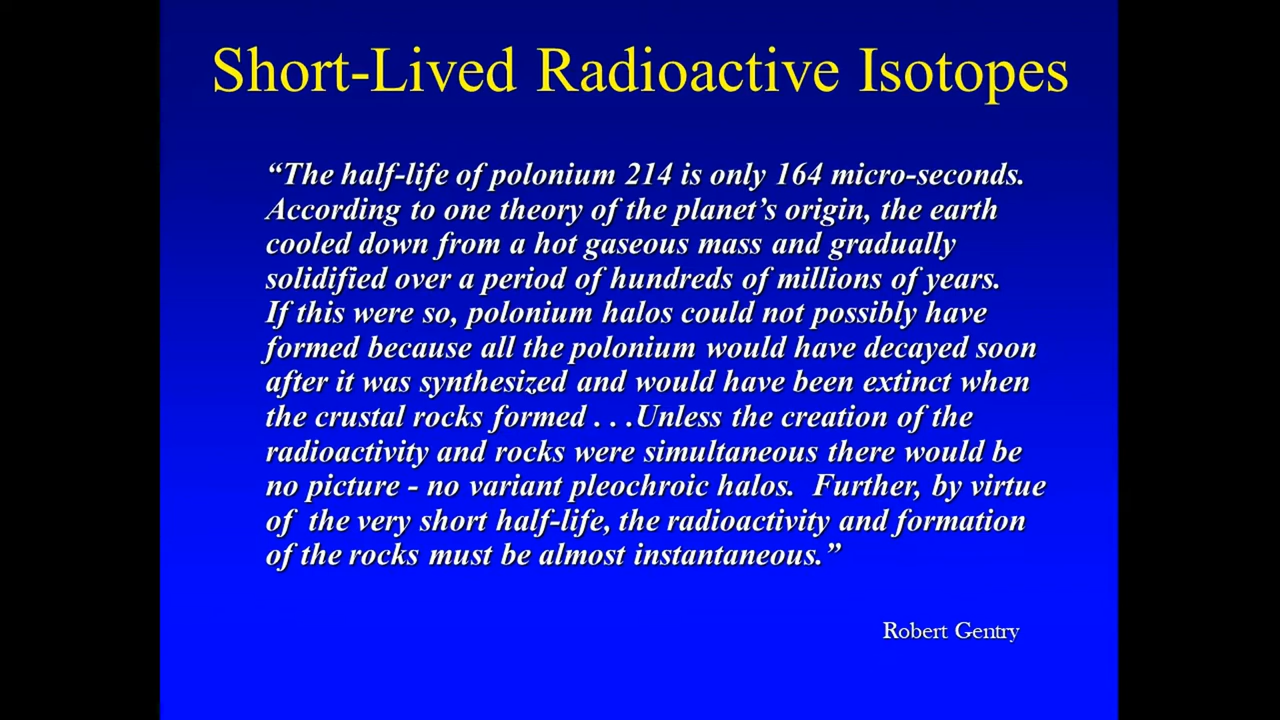 Short-Lived Radioactive Isotopes
“The half-life of polonium 214 is only 164 micro-seconds.
According to one theory of the planet’s origin, the earth
cooled down from a hot gaseous mass and gradually
solidified over a period of hundreds of millions of years.
If this were so, polonium halos could not possibly have
formed because all the polonium would have decayed soon
after it was synthesized and would have been extinct when
the crustal rocks formed . . .Unless the creation of the
radioactivity and rocks were simultaneous there would be
no picture - no variant pleochroic halos.  Further, by virtue
of  the very short half-life, the radioactivity and formation
of the rocks must be almost instantaneous.”
Robert Gentry